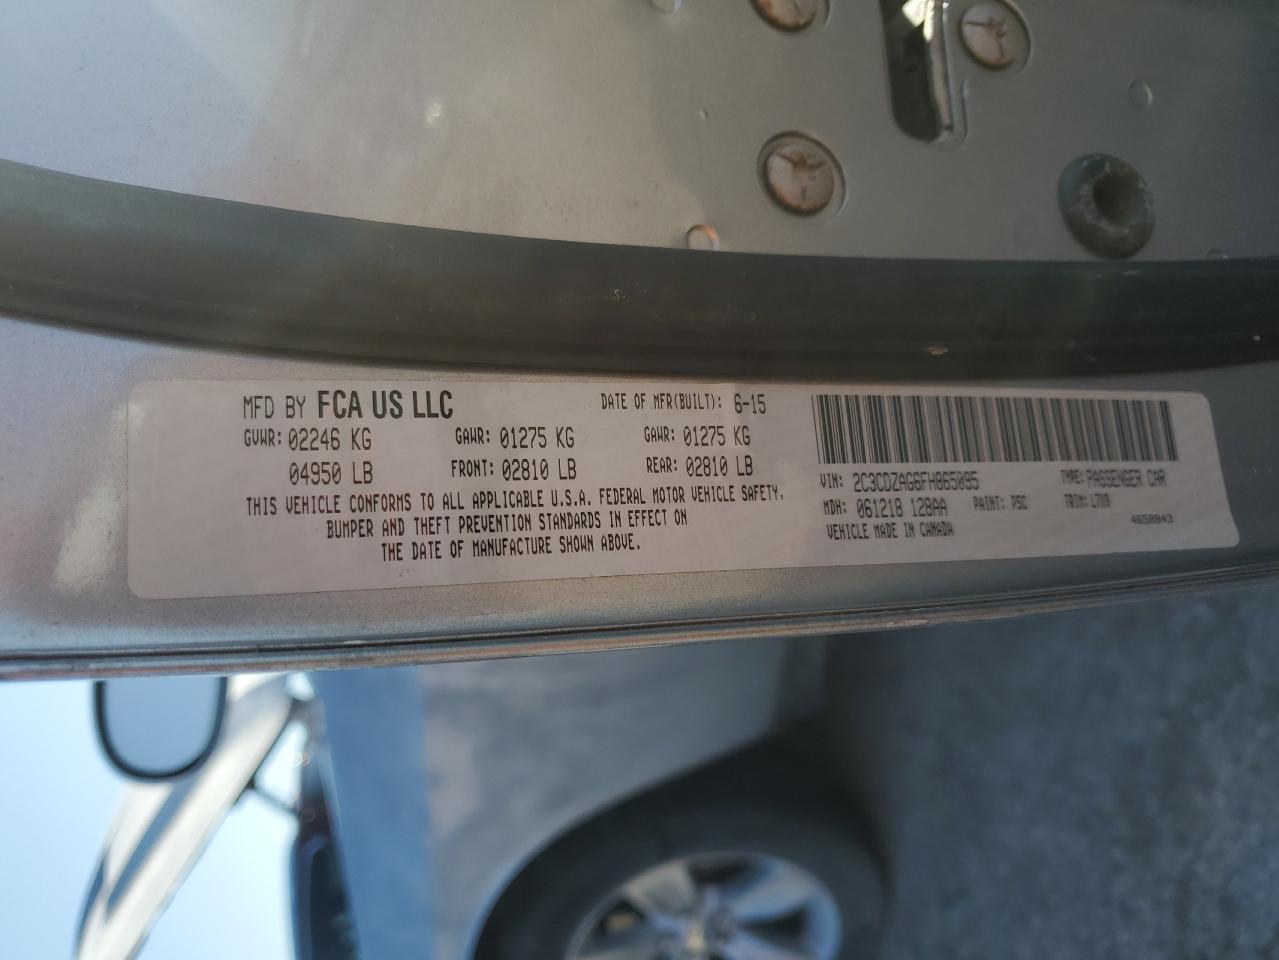 MFD BY FCA US LLC
DATE OF MFR(BUILT): 6-15
GVWR: 02246 KG GAWR: 01275 KG GAWR: 01275 KG
04950 LB FRONT: 02810 LB REAR: 02810 LB
THIS VEHICLE CONFORMS TO ALL APPLICABLE U.S.A. FEDERAL MOTOR VEHICLE SAFETY,
BUMPER AND THEFT PREVENTION STANDARDS IN EFFECT ON
THE DATE OF MANUFACTURE SHOWN ABOVE.
VIN: 2C3CDZAG6FH865095 TYPE: PASSENGER CAR
MDH: 061218 128AA PAINT: PSC TRIM: L7X9
VEHICLE MADE IN CANADA 4650843